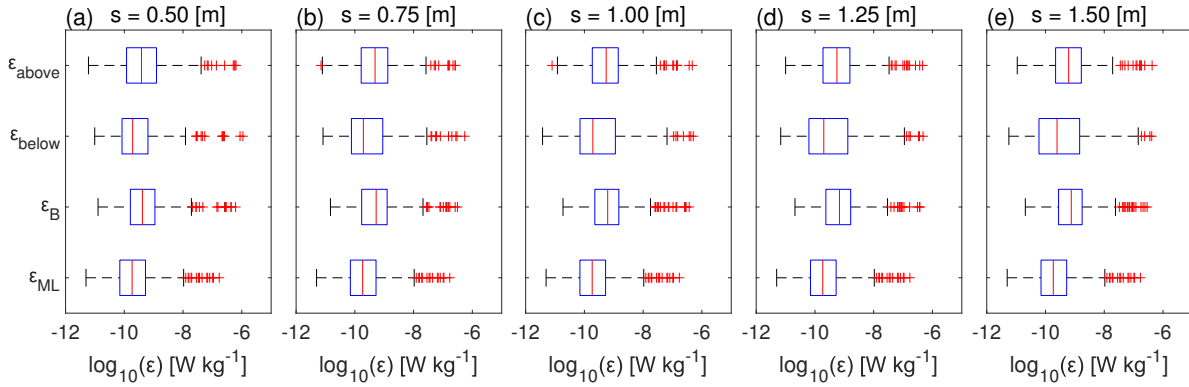 (a) s = 0.50 [m]
(b) s = 0.75 [m]
(c) s = 1.00 [m]
(d) s = 1.25 [m]
(e) s = 1.50 [m]
ε_above
ε_below
ε_B
ε_ML
-12 -10 -8 -6
-12 -10 -8 -6
-12 -10 -8 -6
-12 -10 -8 -6
-12 -10 -8 -6
log₁₀(ε) [W kg⁻¹]
log₁₀(ε) [W kg⁻¹]
log₁₀(ε) [W kg⁻¹]
log₁₀(ε) [W kg⁻¹]
log₁₀(ε) [W kg⁻¹]